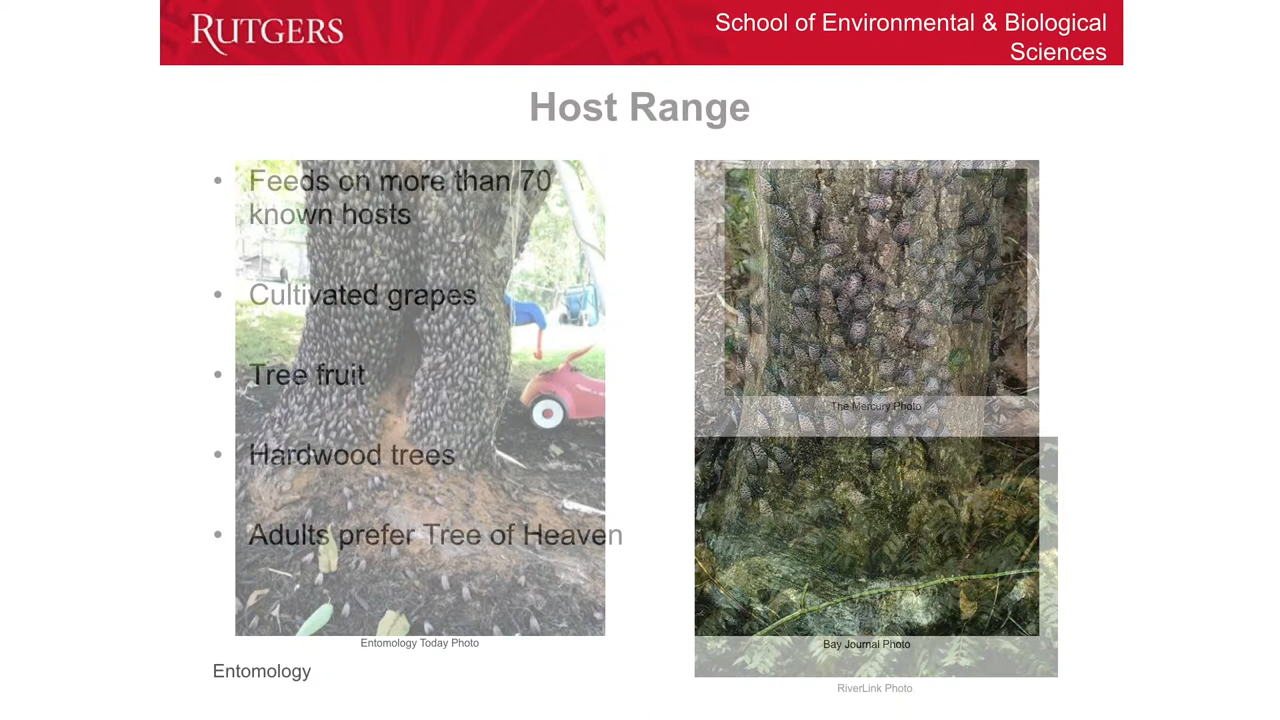 RUTGERS
School of Environmental & Biological
Sciences
Host Range
• Feeds on more than 70
known hosts
• Cultivated grapes
• Tree fruit
• Hardwood trees
• Adults prefer Tree of Heaven
The Mercury Photo
Entomology Today Photo
Bay Journal Photo
Entomology
RiverLink Photo